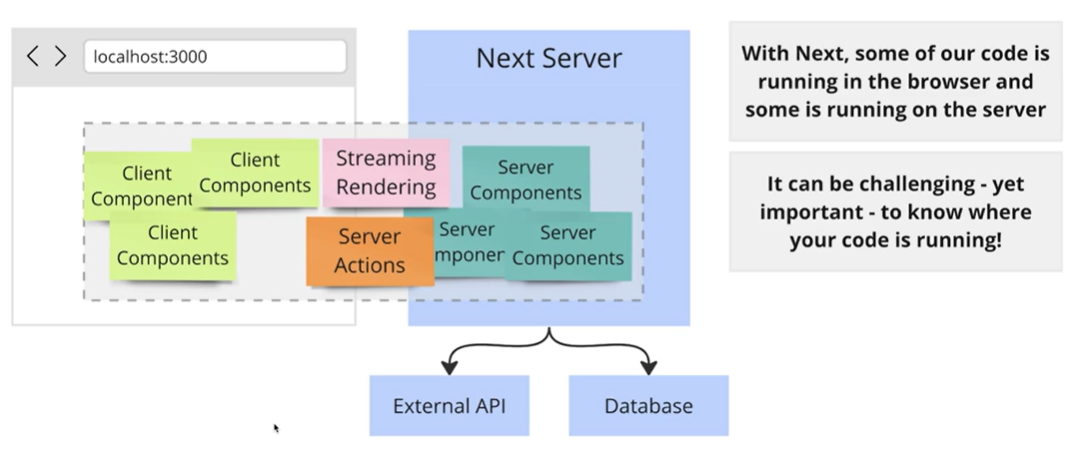 localhost:3000
Next Server
With Next, some of our code is
running in the browser and
some is running on the server
It can be challenging - yet
important - to know where
your code is running!
Client
Component
Client
Components
Streaming
Rendering
Server
Components
Client
Components
Server
Actions
Server
mponen
Server
Components
External API
Database